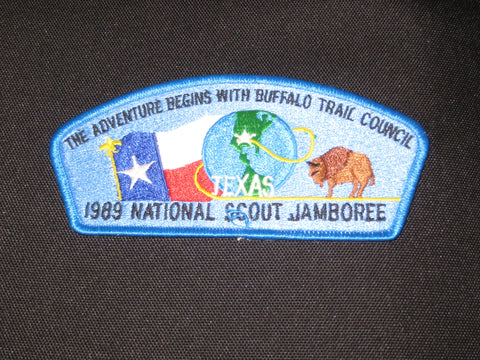 THE ADVENTURE BEGINS WITH BUFFALO TRAIL COUNCIL
TEXAS
1989 NATIONAL SCOUT JAMBOREE